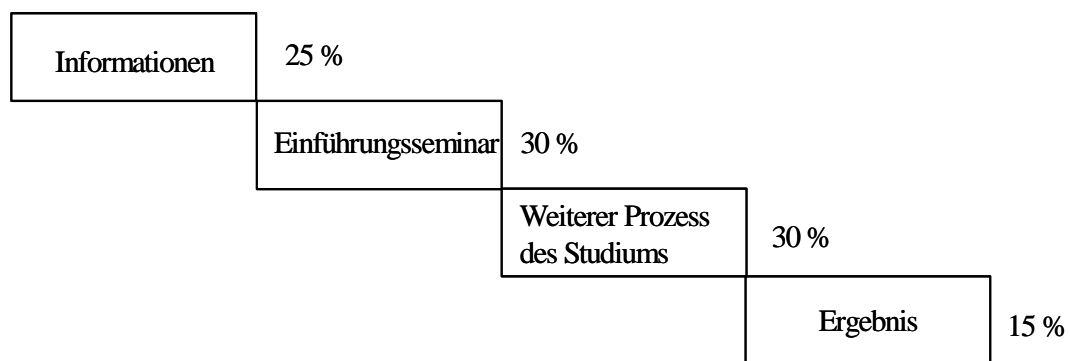 Informationen
25 %
Einführungsseminar
30 %
Weiterer Prozess
des Studiums
30 %
Ergebnis
15 %